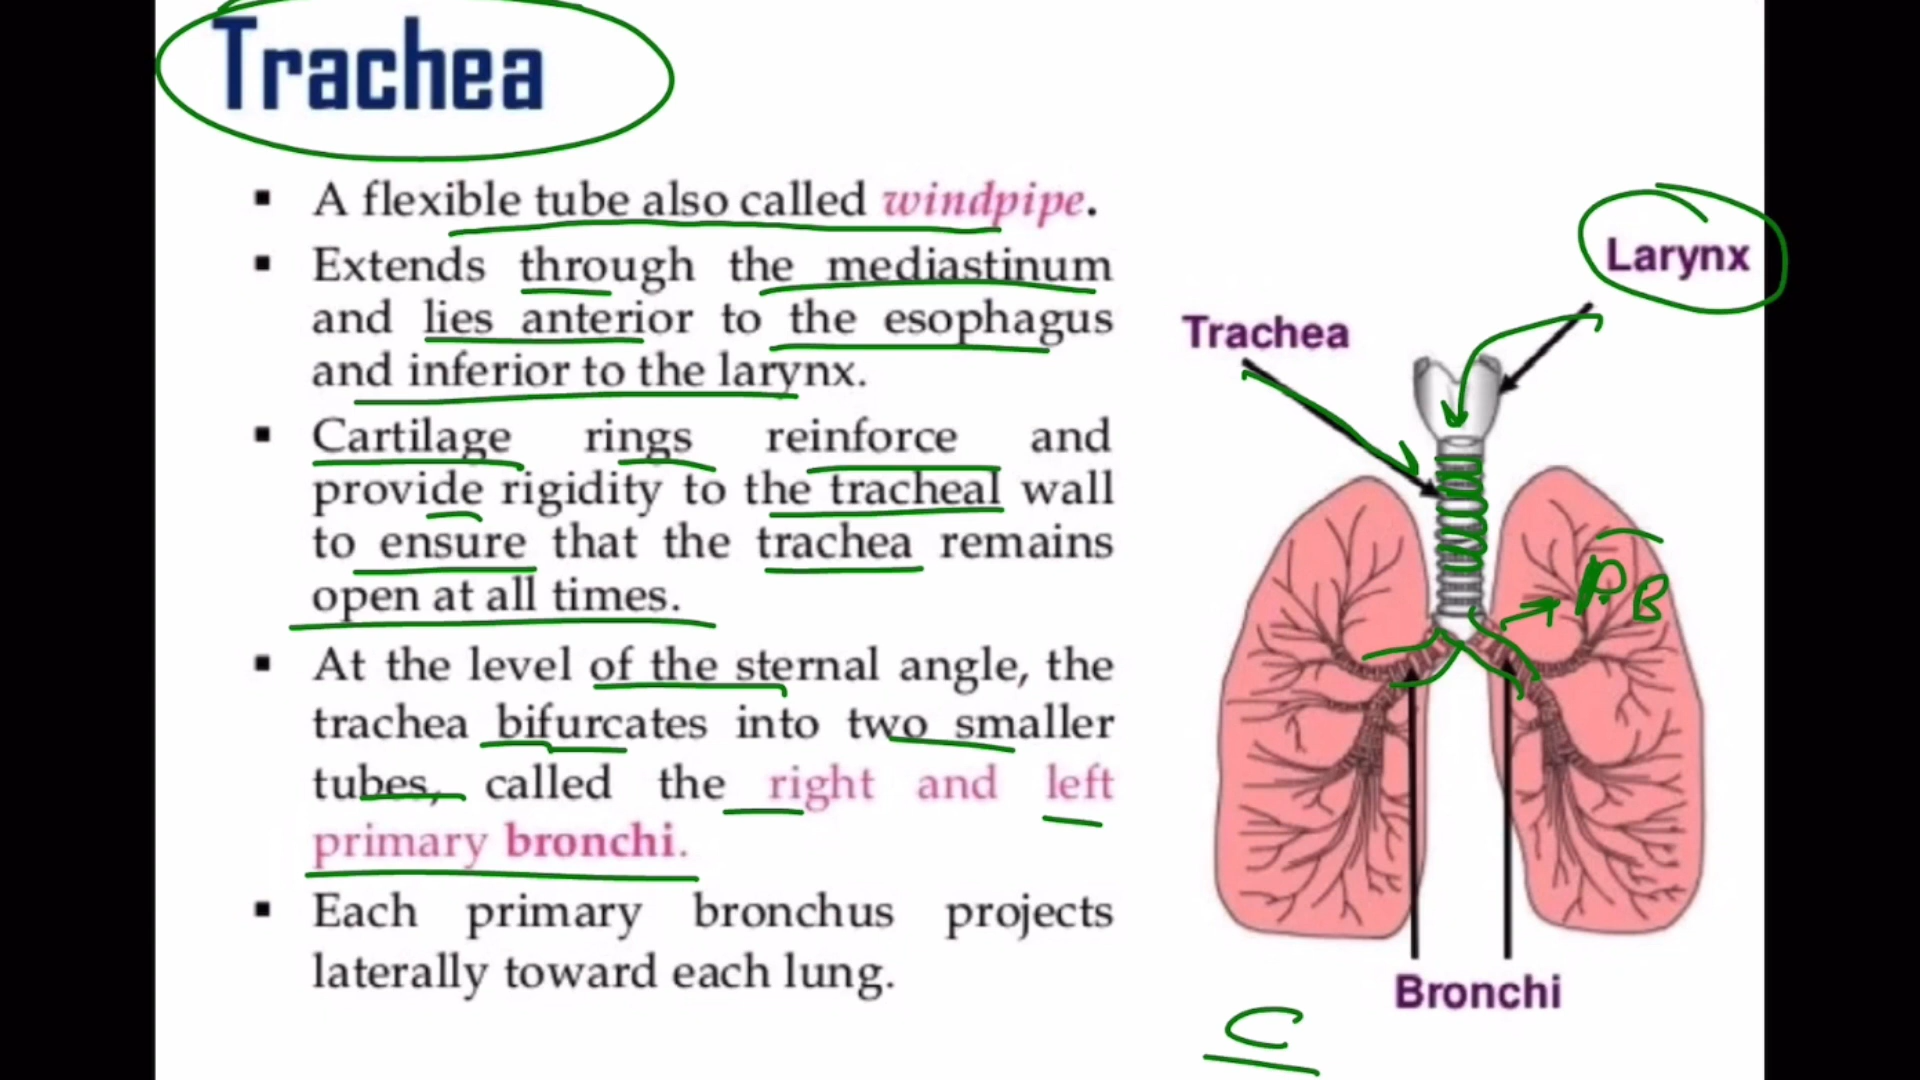 Trachea
▪ A flexible tube also called windpipe.
▪ Extends through the mediastinum
and lies anterior to the esophagus
and inferior to the larynx.
▪ Cartilage rings reinforce and
provide rigidity to the tracheal wall
to ensure that the trachea remains
open at all times.
▪ At the level of the sternal angle, the
trachea bifurcates into two smaller
tubes, called the right and left
primary bronchi.
▪ Each primary bronchus projects
laterally toward each lung.
Larynx
Trachea
PB
Bronchi
C